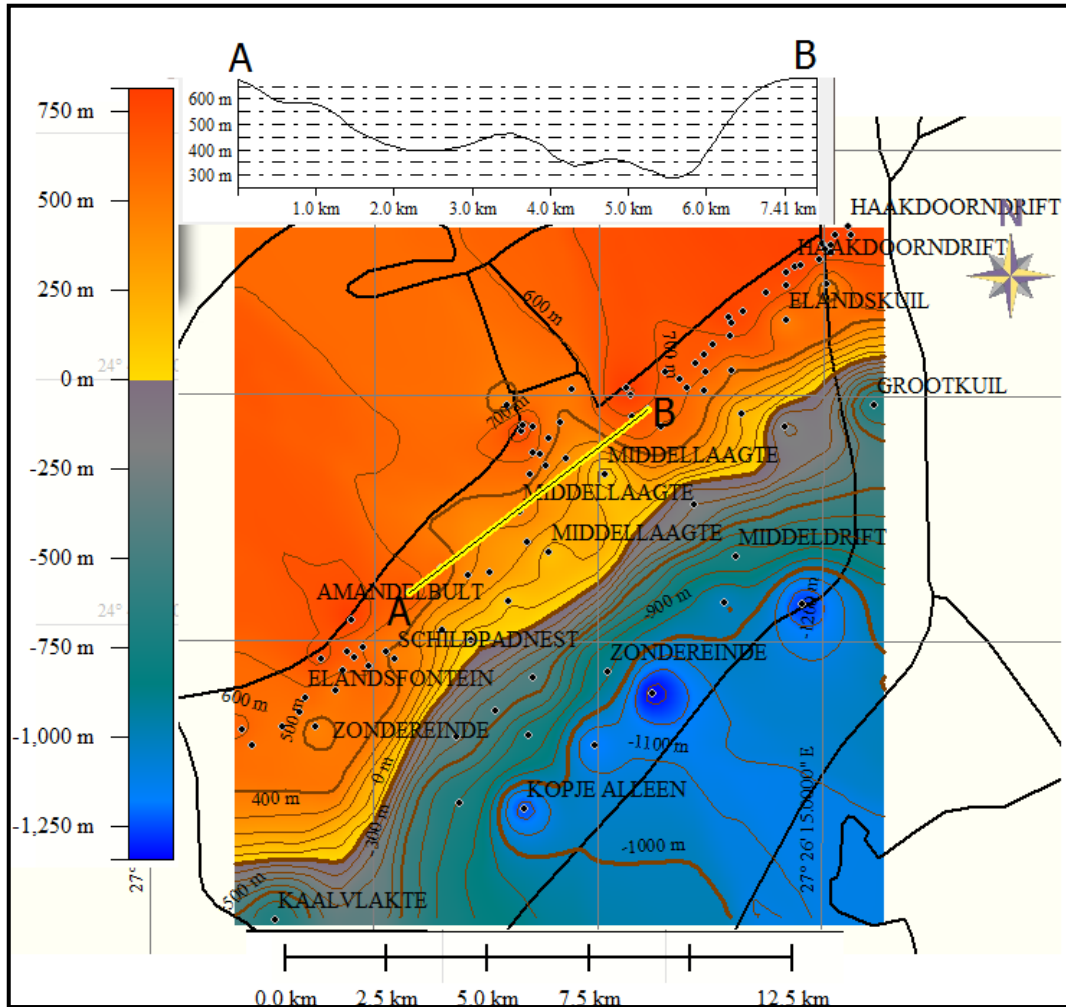 A
B
600 m
500 m
400 m
300 m
1.0 km 2.0 km 3.0 km 4.0 km 5.0 km 6.0 km 7.41 km
750 m
500 m
250 m
0 m
-250 m
-500 m
-750 m
-1,000 m
-1,250 m
24°
24°
27°
N
HAAKDOORNDRIFT
HAAKDOORNDRIFT
ELANDSKUIL
600 m
700 m
GROOTKUIL
700 m
B
MIDDELLAAGTE
MIDDELLAAGTE
MIDDELLAAGTE
MIDDELDRIFT
AMANDELBULT
A
-900 m
-1200 m
SCHILDPADNEST
ZONDEREINDE
ELANDSFONTEIN
600 m
500 m
ZONDEREINDE
-1100 m
0 m
400 m
KOPJE ALLEEN
-300 m
-1000 m
27° 26' 15.0000" E
-500 m
KAALVLAKTE
0.0 km 2.5 km 5.0 km 7.5 km 12.5 km